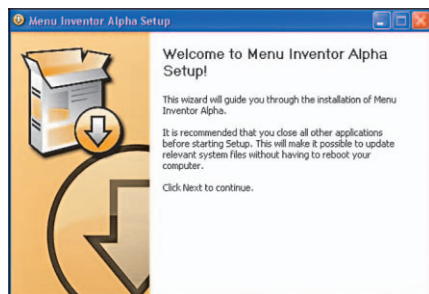 Menu Inventor Alpha Setup
Welcome to Menu Inventor Alpha
Setup!
This wizard will guide you through the installation of Menu
Inventor Alpha.
It is recommended that you close all other applications
before starting Setup. This will make it possible to update
relevant system files without having to reboot your
computer.
Click Next to continue.